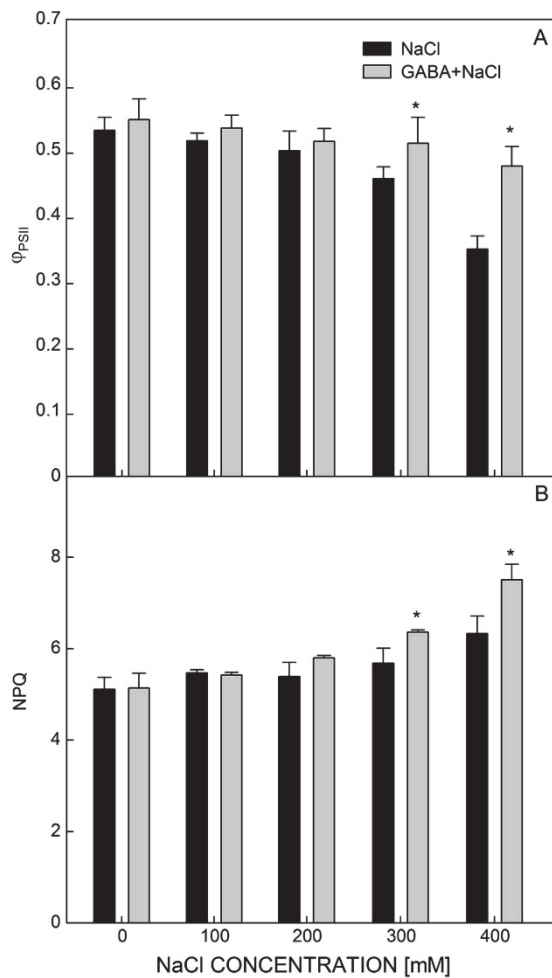 0.7
A
NaCl
GABA+NaCl
0.6
0.5
0.4
0.3
0.2
0.1
0
φPSII
*
*
B
8
6
4
2
0
NPQ
*
*
0 100 200 300 400
NaCl CONCENTRATION [mM]